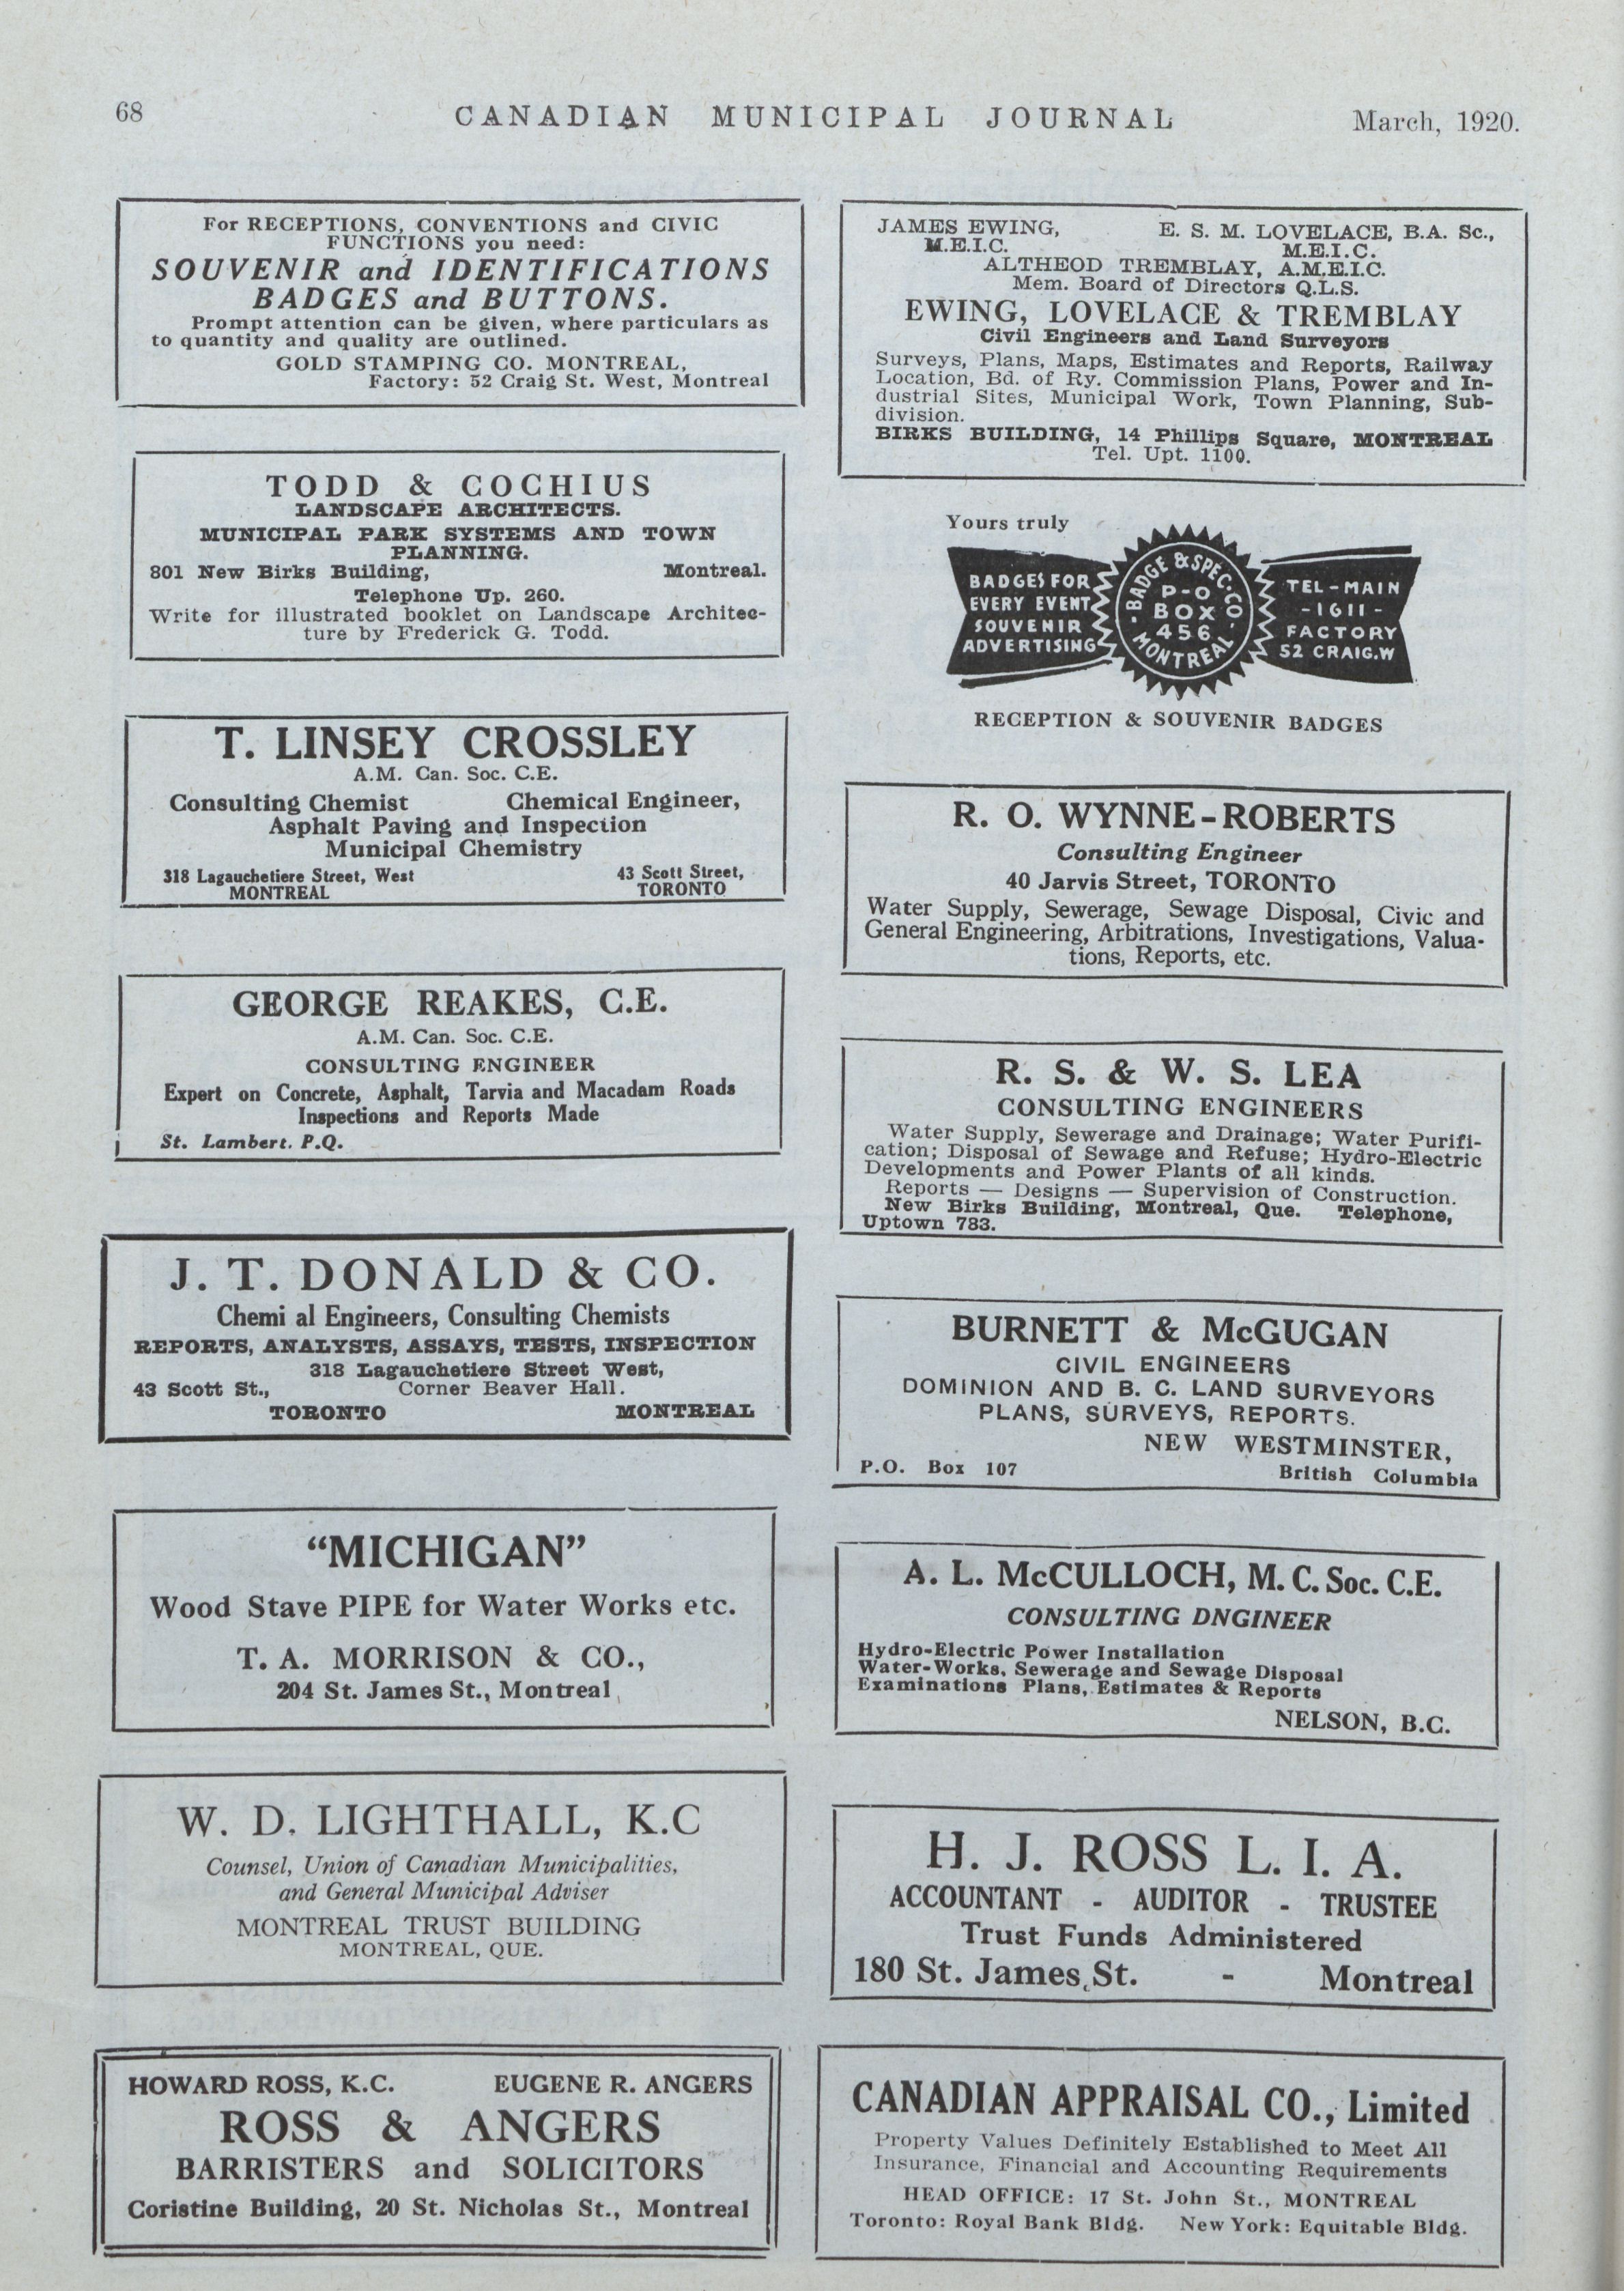 68
CANADIAN MUNICIPAL JOURNAL
March, 1920.
For RECEPTIONS, CONVENTIONS and CIVIC
FUNCTIONS you need:
SOUVENIR and IDENTIFICATIONS
BADGES and BUTTONS.
Prompt attention can be given, where particulars as
to quantity and quality are outlined.
GOLD STAMPING CO. MONTREAL,
Factory: 52 Craig St. West, Montreal
TODD & COCHIUS
LANDSCAPE ARCHITECTS.
MUNICIPAL PARK SYSTEMS AND TOWN
PLANNING.
801 New Birks Building, Montreal.
Telephone Up. 260.
Write for illustrated booklet on Landscape Architec-
ture by Frederick G. Todd.
T. LINSEY CROSSLEY
A.M. Can. Soc. C.E.
Consulting Chemist Chemical Engineer,
Asphalt Paving and Inspection
Municipal Chemistry
318 Lagauchetiere Street, West 43 Scott Street,
MONTREAL TORONTO
GEORGE REAKES, C.E.
A.M. Can. Soc. C.E.
CONSULTING ENGINEER
Expert on Concrete, Asphalt, Tarvia and Macadam Roads
Inspections and Reports Made
St. Lambert. P.Q.
J. T. DONALD & CO.
Chemi al Engineers, Consulting Chemists
REPORTS, ANALYSTS, ASSAYS, TESTS, INSPECTION
318 Lagauchetiere Street West,
43 Scott St., Corner Beaver Hall.
TORONTO MONTREAL
"MICHIGAN"
Wood Stave PIPE for Water Works etc.
T. A. MORRISON & CO.,
204 St. James St., Montreal
W. D. LIGHTHALL, K.C
Counsel, Union of Canadian Municipalities,
and General Municipal Adviser
MONTREAL TRUST BUILDING
MONTREAL, QUE.
HOWARD ROSS, K.C. EUGENE R. ANGERS
ROSS & ANGERS
BARRISTERS and SOLICITORS
Coristine Building, 20 St. Nicholas St., Montreal
JAMES EWING, E. S. M. LOVELACE, B.A. Sc.,
M.E.I.C. M.E.I.C.
ALTHEOD TREMBLAY, A.M.E.I.C.
Mem. Board of Directors Q.L.S.
EWING, LOVELACE & TREMBLAY
Civil Engineers and Land Surveyors
Surveys, Plans, Maps, Estimates and Reports, Railway
Location, Bd. of Ry. Commission Plans, Power and In-
dustrial Sites, Municipal Work, Town Planning, Sub-
division.
BIRKS BUILDING, 14 Phillips Square, MONTREAL
Tel. Upt. 1100.
Yours truly
BADGES FOR
EVERY EVENT
SOUVENIR
ADVERTISING
BADGE & SPEC-CO
P-O
BOX
456
MONTREAL
TEL-MAIN
-1611-
FACTORY
52 CRAIG.W
RECEPTION & SOUVENIR BADGES
R. O. WYNNE-ROBERTS
Consulting Engineer
40 Jarvis Street, TORONTO
Water Supply, Sewerage, Sewage Disposal, Civic and
General Engineering, Arbitrations, Investigations, Valua-
tions, Reports, etc.
R. S. & W. S. LEA
CONSULTING ENGINEERS
Water Supply, Sewerage and Drainage; Water Purifi-
cation; Disposal of Sewage and Refuse; Hydro-Electric
Developments and Power Plants of all kinds.
Reports — Designs — Supervision of Construction.
New Birks Building, Montreal, Que. Telephone,
Uptown 783.
BURNETT & McGUGAN
CIVIL ENGINEERS
DOMINION AND B. C. LAND SURVEYORS
PLANS, SURVEYS, REPORTS.
NEW WESTMINSTER,
P.O. Box 107 British Columbia
A. L. McCULLOCH, M. C. Soc. C.E.
CONSULTING DNGINEER
Hydro-Electric Power Installation
Water-Works, Sewerage and Sewage Disposal
Examinations Plans, Estimates & Reports
NELSON, B.C.
H. J. ROSS L. I. A.
ACCOUNTANT - AUDITOR - TRUSTEE
Trust Funds Administered
180 St. James St. - Montreal
CANADIAN APPRAISAL CO., Limited
Property Values Definitely Established to Meet All
Insurance, Financial and Accounting Requirements
HEAD OFFICE: 17 St. John St., MONTREAL
Toronto: Royal Bank Bldg. New York: Equitable Bldg.